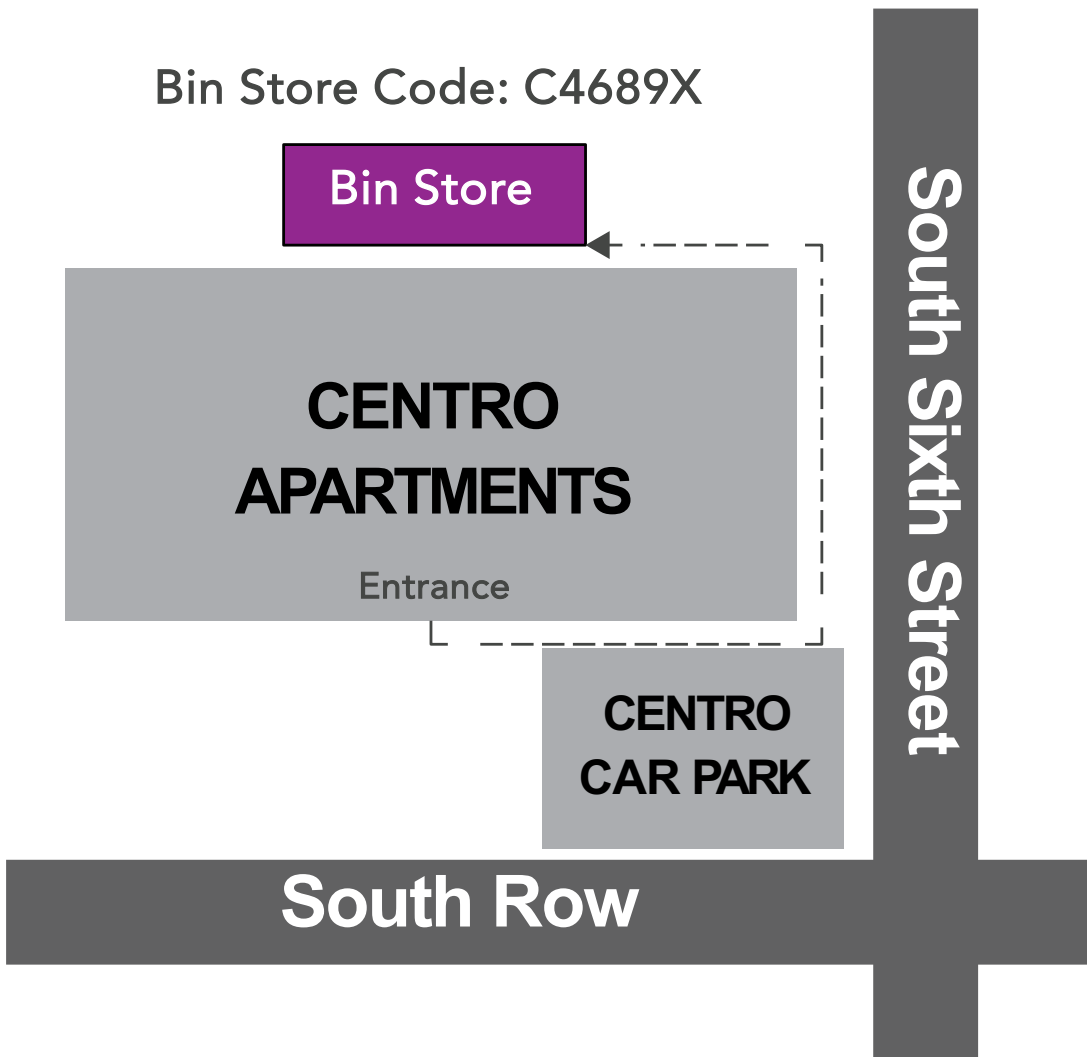 Bin Store Code: C4689X
Bin Store
CENTRO
APARTMENTS
Entrance
South Sixth Street
CENTRO
CAR PARK
South Row